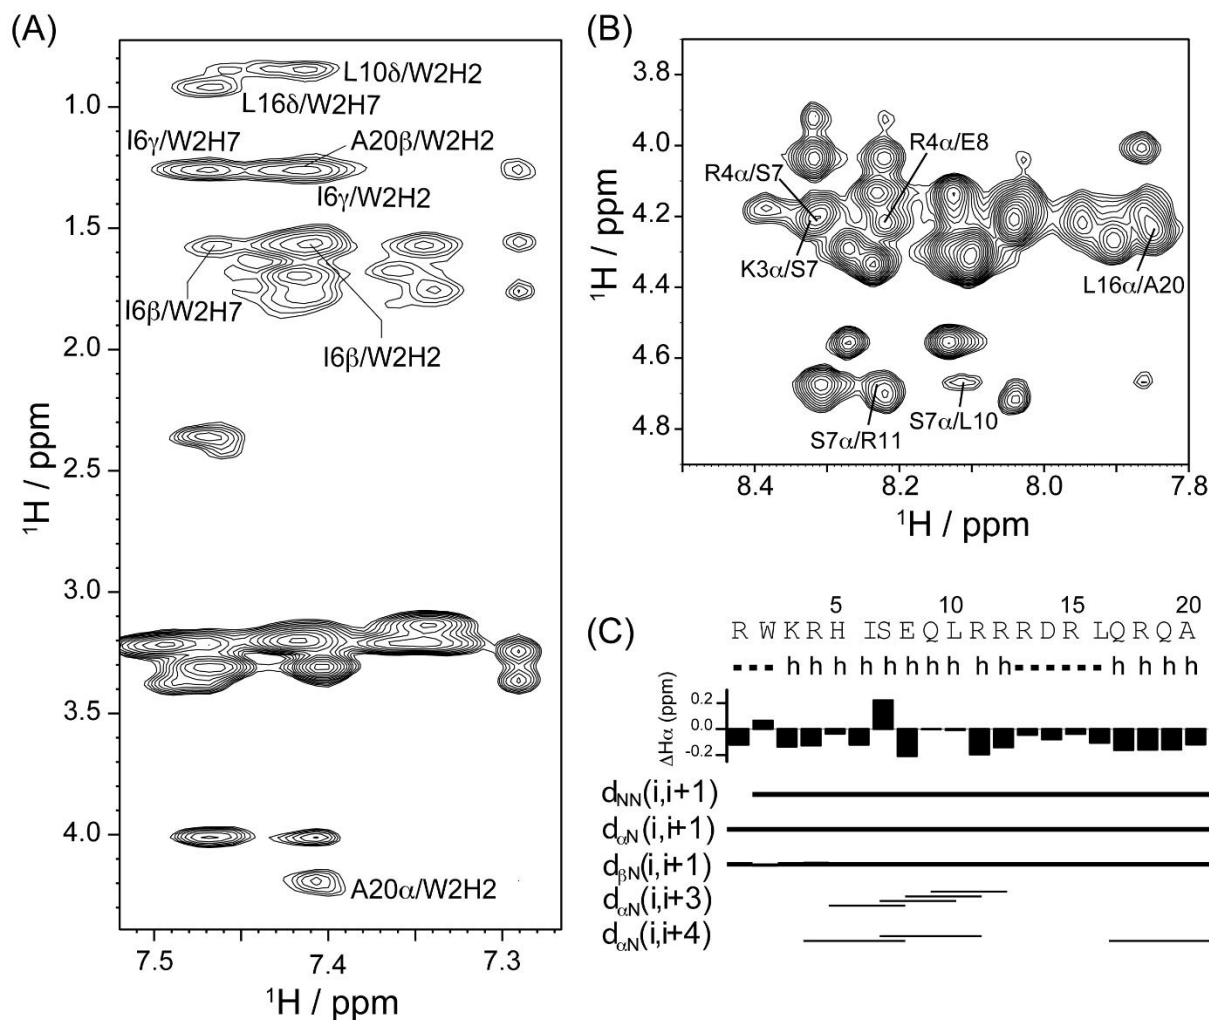 (A)
1.0
1.5
2.0
2.5
3.0
3.5
4.0
¹H / ppm
L10δ/W2H2
L16δ/W2H7
I6γ/W2H7
A20β/W2H2
I6γ/W2H2
I6β/W2H7
I6β/W2H2
A20α/W2H2
7.5
7.4
7.3
¹H / ppm
(B)
3.8
4.0
4.2
4.4
4.6
4.8
¹H / ppm
R4α/E8
R4α/S7
K3α/S7
L16α/A20
S7α/L10
S7α/R11
8.4
8.2
8.0
7.8
¹H / ppm
(C)
5 10 15 20
R W K R H I S E Q L R R R D R L Q R Q A
h h h h h h h h h h h h h
ΔHα (ppm)
0.2
0.0
-0.2
dNN(i,i+1)
dαN(i,i+1)
dβN(i,i+1)
dαN(i,i+3)
dαN(i,i+4)